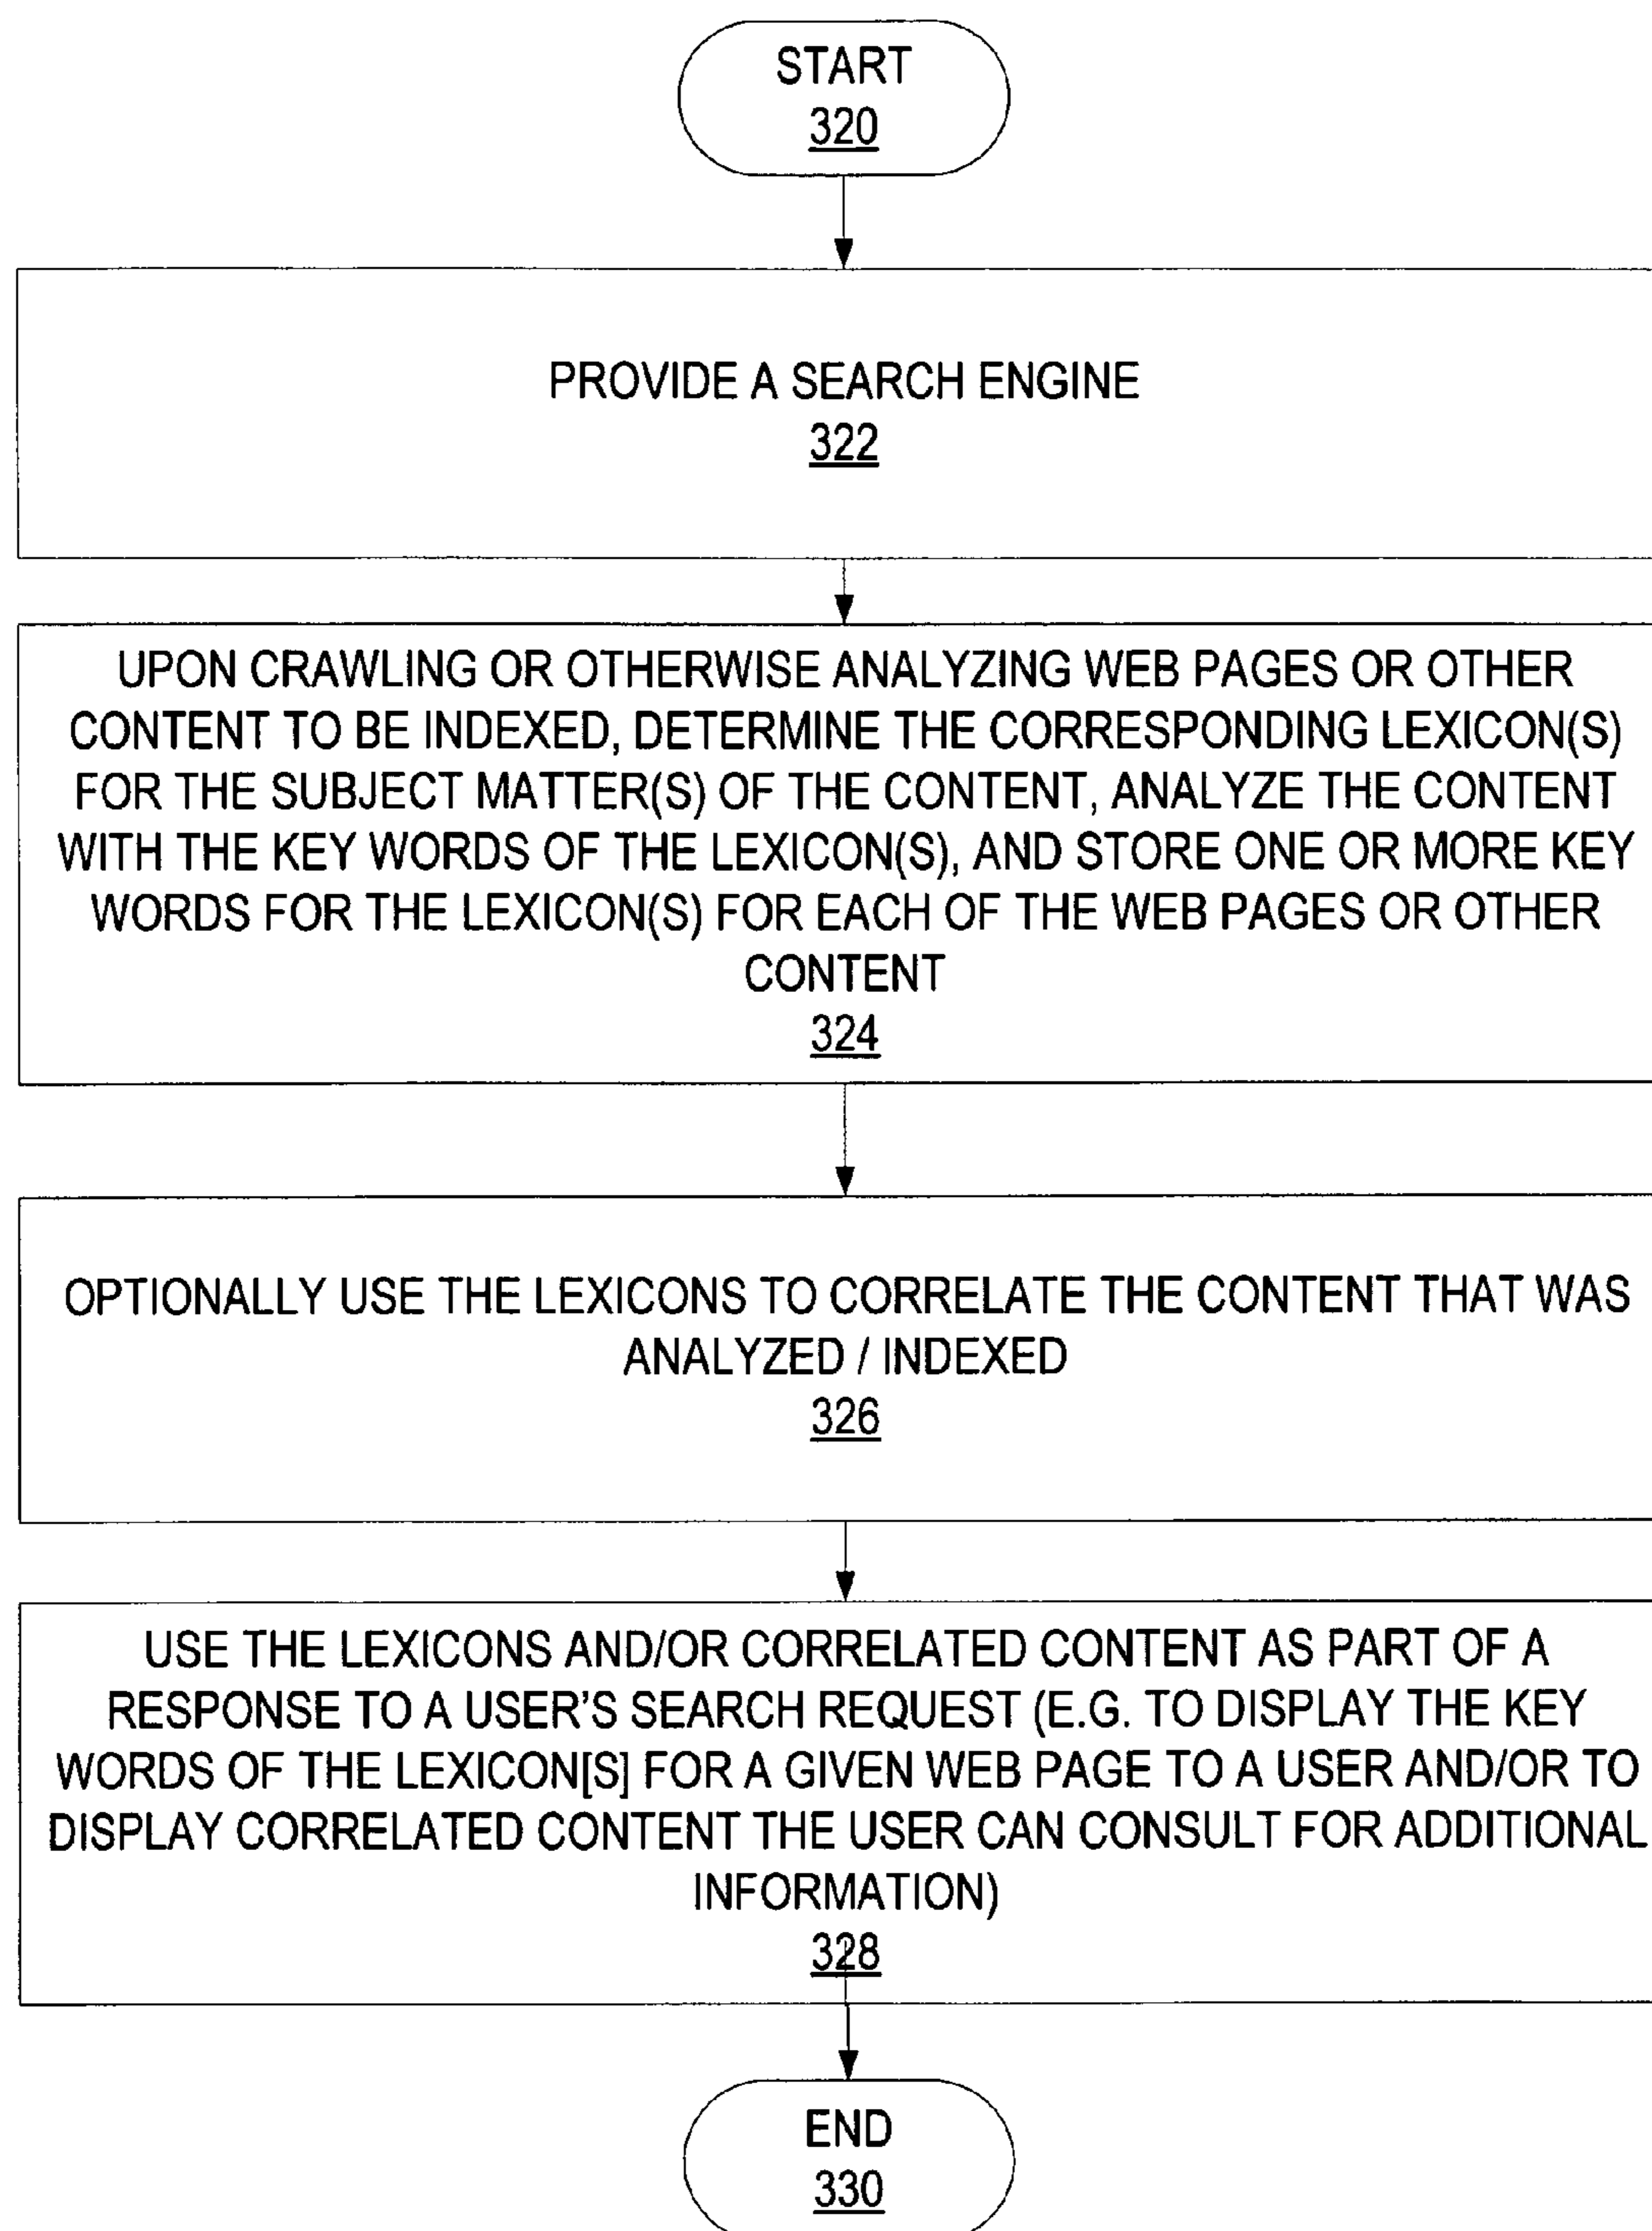 START
320
PROVIDE A SEARCH ENGINE
322
UPON CRAWLING OR OTHERWISE ANALYZING WEB PAGES OR OTHER
CONTENT TO BE INDEXED, DETERMINE THE CORRESPONDING LEXICON(S)
FOR THE SUBJECT MATTER(S) OF THE CONTENT, ANALYZE THE CONTENT
WITH THE KEY WORDS OF THE LEXICON(S), AND STORE ONE OR MORE KEY
WORDS FOR THE LEXICON(S) FOR EACH OF THE WEB PAGES OR OTHER
CONTENT
324
OPTIONALLY USE THE LEXICONS TO CORRELATE THE CONTENT THAT WAS
ANALYZED / INDEXED
326
USE THE LEXICONS AND/OR CORRELATED CONTENT AS PART OF A
RESPONSE TO A USER'S SEARCH REQUEST (E.G. TO DISPLAY THE KEY
WORDS OF THE LEXICON[S] FOR A GIVEN WEB PAGE TO A USER AND/OR TO
DISPLAY CORRELATED CONTENT THE USER CAN CONSULT FOR ADDITIONAL
INFORMATION)
328
END
330